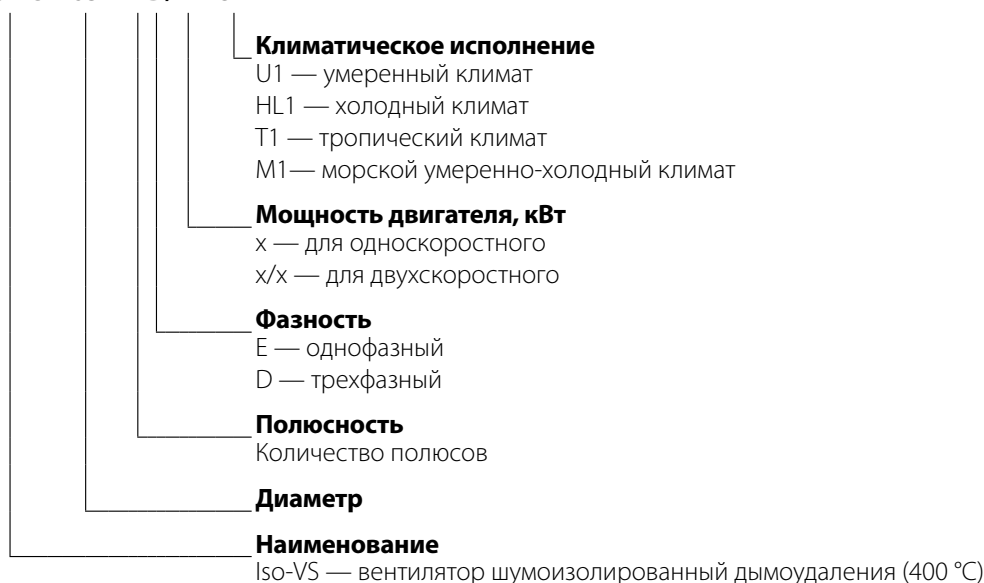 Климатическое исполнение
U1 — умеренный климат
HL1 — холодный климат
T1 — тропический климат
M1— морской умеренно-холодный климат
Мощность двигателя, кВт
x — для односкоростного
x/x — для двухскоростного
Фазность
E — однофазный
D — трехфазный
Полюсность
Количество полюсов
Диаметр
Наименование
Iso-VS — вентилятор шумоизолированный дымоудаления (400 °C)